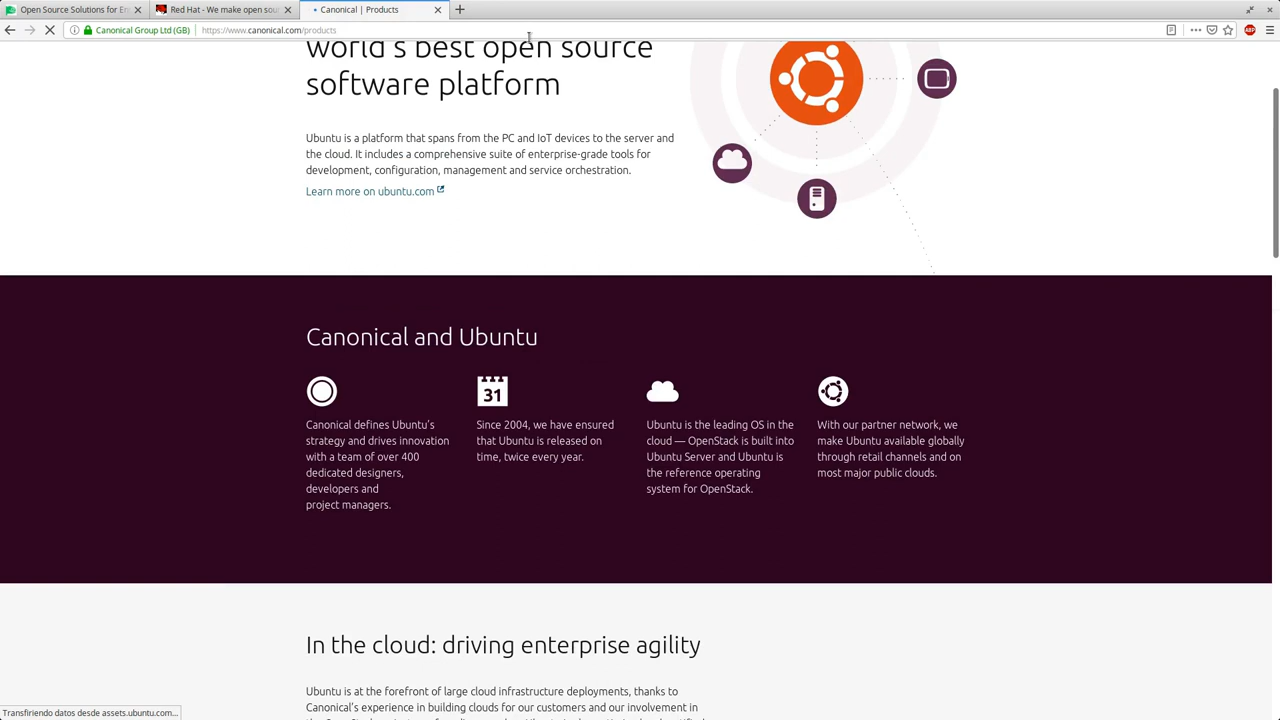 Open Source Solutions for En
Red Hat - We make open sou
Canonical | Products
Canonical Group Ltd (GB)
https://www.canonical.com/products
ABP
world's best open source
software platform
Ubuntu is a platform that spans from the PC and IoT devices to the server and
the cloud. It includes a comprehensive suite of enterprise-grade tools for
development, configuration, management and service orchestration.
Learn more on ubuntu.com
Canonical and Ubuntu
31
Canonical defines Ubuntu's
strategy and drives innovation
with a team of over 400
dedicated designers,
developers and
project managers.
Since 2004, we have ensured
that Ubuntu is released on
time, twice every year.
Ubuntu is the leading OS in the
cloud — OpenStack is built into
Ubuntu Server and Ubuntu is
the reference operating
system for OpenStack.
With our partner network, we
make Ubuntu available globally
through retail channels and on
most major public clouds.
In the cloud: driving enterprise agility
Ubuntu is at the forefront of large cloud infrastructure deployments, thanks to
Canonical's experience in building clouds for our customers and our involvement in
Transfiriendo datos desde assets.ubuntu.com...